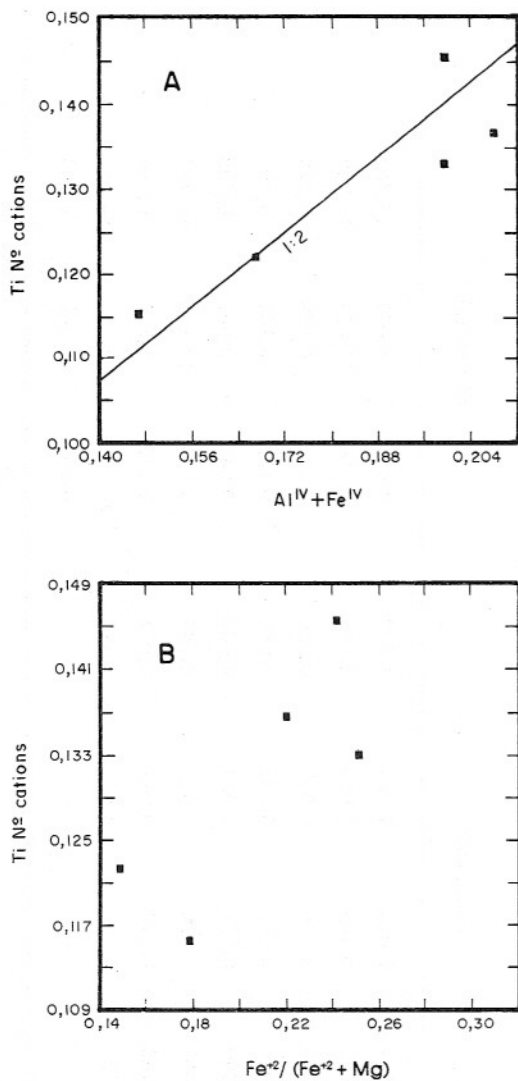 0,150
A
0,140
0,130
Ti Nº cations
1:2
0,120
0,110
0,100
0,140 0,156 0,172 0,188 0,204
Al^IV + Fe^IV
0,149
B
0,141
0,133
Ti Nº cations
0,125
0,117
0,109
0,14 0,18 0,22 0,26 0,30
Fe^+2/ (Fe^+2 + Mg)